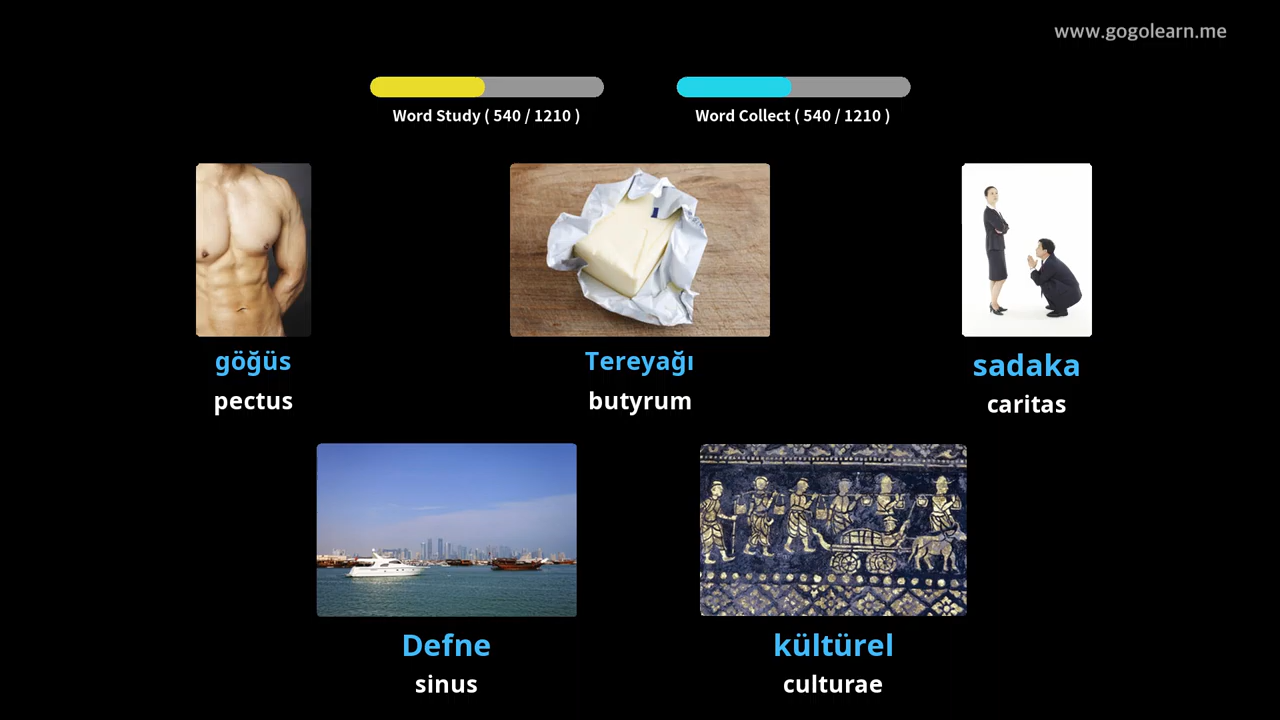 www.gogolearn.me
Word Study ( 540 / 1210 )
Word Collect ( 540 / 1210 )
göğüs
pectus
Tereyağı
butyrum
sadaka
caritas
Defne
sinus
kültürel
culturae